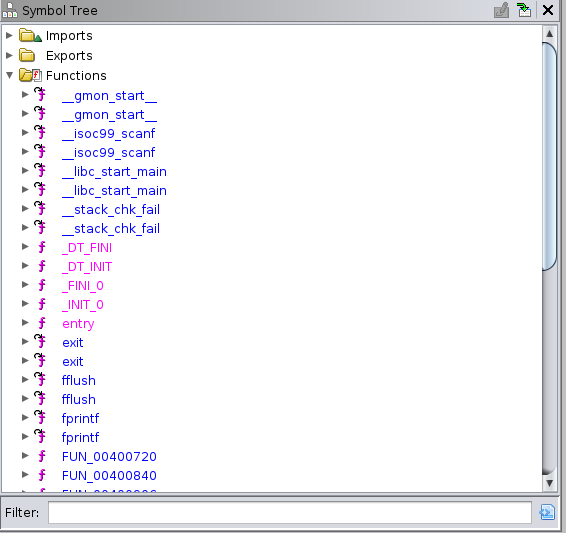 Symbol Tree
Imports
Exports
Functions
__gmon_start__
__gmon_start__
__isoc99_scanf
__isoc99_scanf
__libc_start_main
__libc_start_main
__stack_chk_fail
__stack_chk_fail
_DT_FINI
_DT_INIT
_FINI_0
_INIT_0
entry
exit
exit
fflush
fflush
fprintf
fprintf
FUN_00400720
FUN_00400840
Filter: